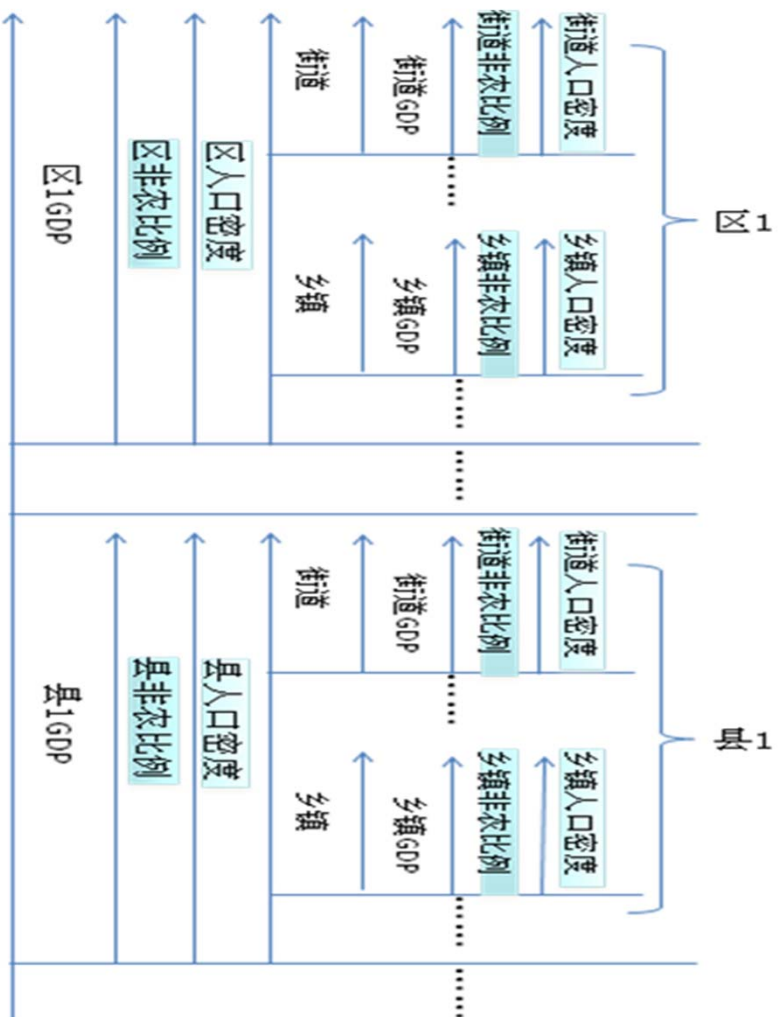 区1
县1
街道人口密度
乡镇人口密度
街道人口密度
乡镇人口密度
街道非农比例
乡镇非农比例
街道非农比例
乡镇非农比例
街道GDP
乡镇GDP
街道GDP
乡镇GDP
街道
乡镇
街道
乡镇
区人口密度
县人口密度
区非农比例
县非农比例
区1GDP
县1GDP